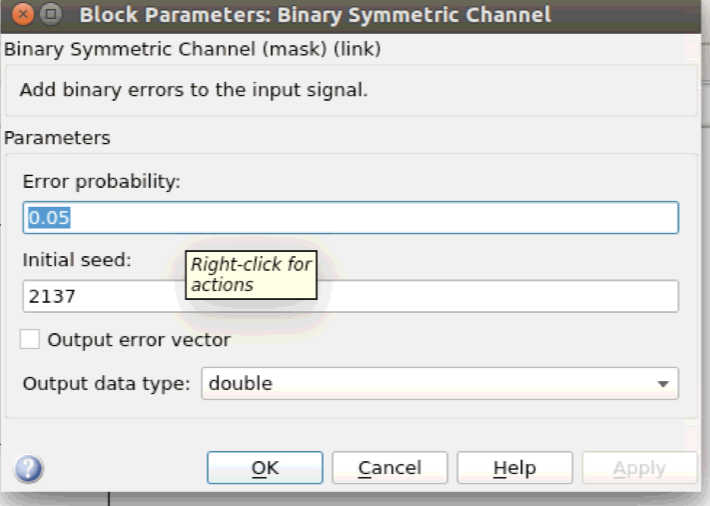 Block Parameters: Binary Symmetric Channel
Binary Symmetric Channel (mask) (link)
Add binary errors to the input signal.
Parameters
Error probability:
0.05
Initial seed:
Right-click for
actions
2137
Output error vector
Output data type: double
OK Cancel Help Apply